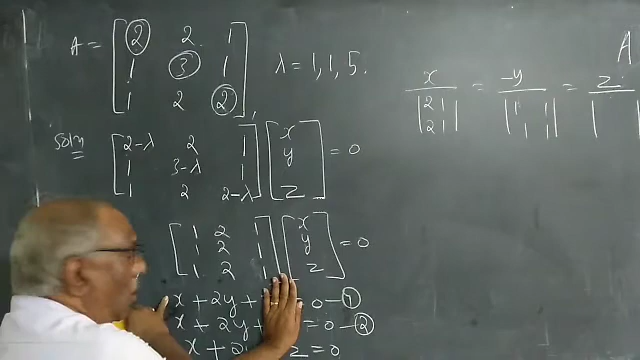 A = [2 2 1
1 3 1
1 2 2], λ = 1, 1, 5.
Soln [2-λ 2 1
1 3-λ 1
1 2 2-λ] [x y z] = 0
[1 2 1
1 2 1
1 2 1] [x y z] = 0
x + 2y + = 0 - ①
x + 2y + = 0 - ②
x + 2 z = 0
A
x / |2 1 2 1| = -y / |1 1 1 1| = z / | |